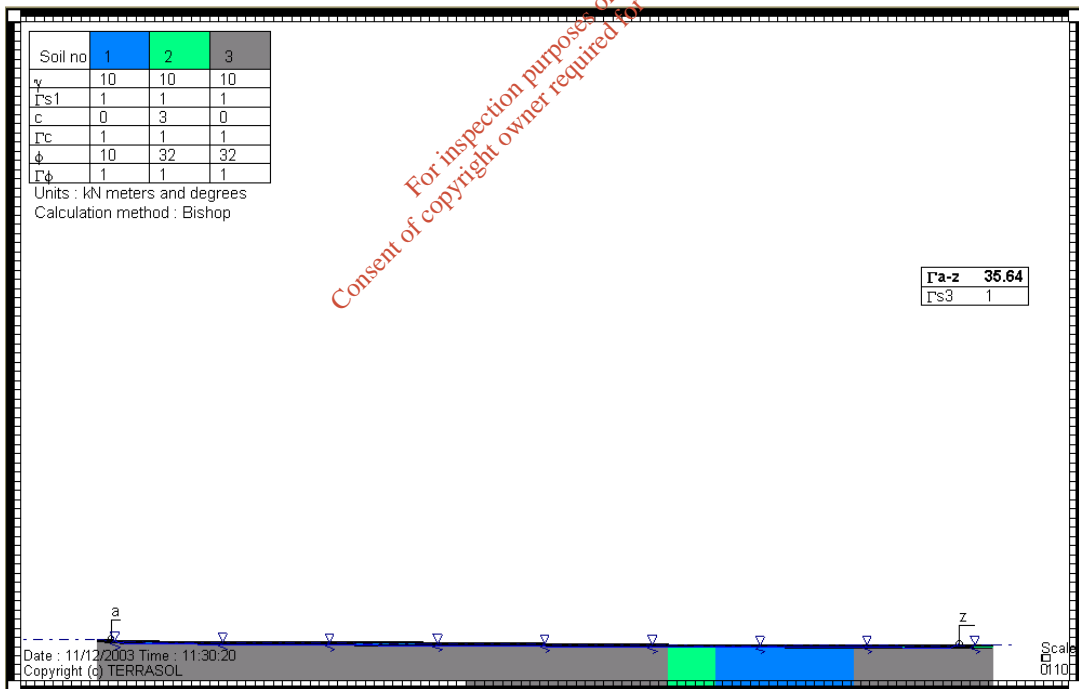 Soil no 1 2 3
γ 10 10 10
Γs1 1 1 1
c 0 3 0
Γc 1 1 1
ϕ 10 32 32
Γϕ 1 1 1
Units : kN meters and degrees
Calculation method : Bishop
For inspection purposes
Consent of copyright owner required for
Γa-z 35.64
Γs3 1
a
z
Date : 11/12/2003 Time : 11:30:20
Copyright (c) TERRASOL
Scale